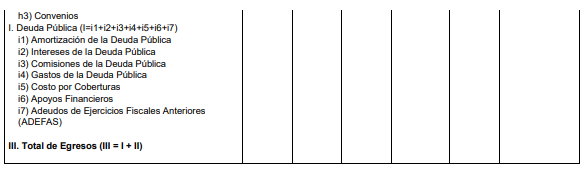 h3) Convenios
I. Deuda Pública (I=i1+i2+i3+i4+i5+i6+i7)
i1) Amortización de la Deuda Pública
i2) Intereses de la Deuda Pública
i3) Comisiones de la Deuda Pública
i4) Gastos de la Deuda Pública
i5) Costo por Coberturas
i6) Apoyos Financieros
i7) Adeudos de Ejercicios Fiscales Anteriores
(ADEFAS)
III. Total de Egresos (III = I + II)